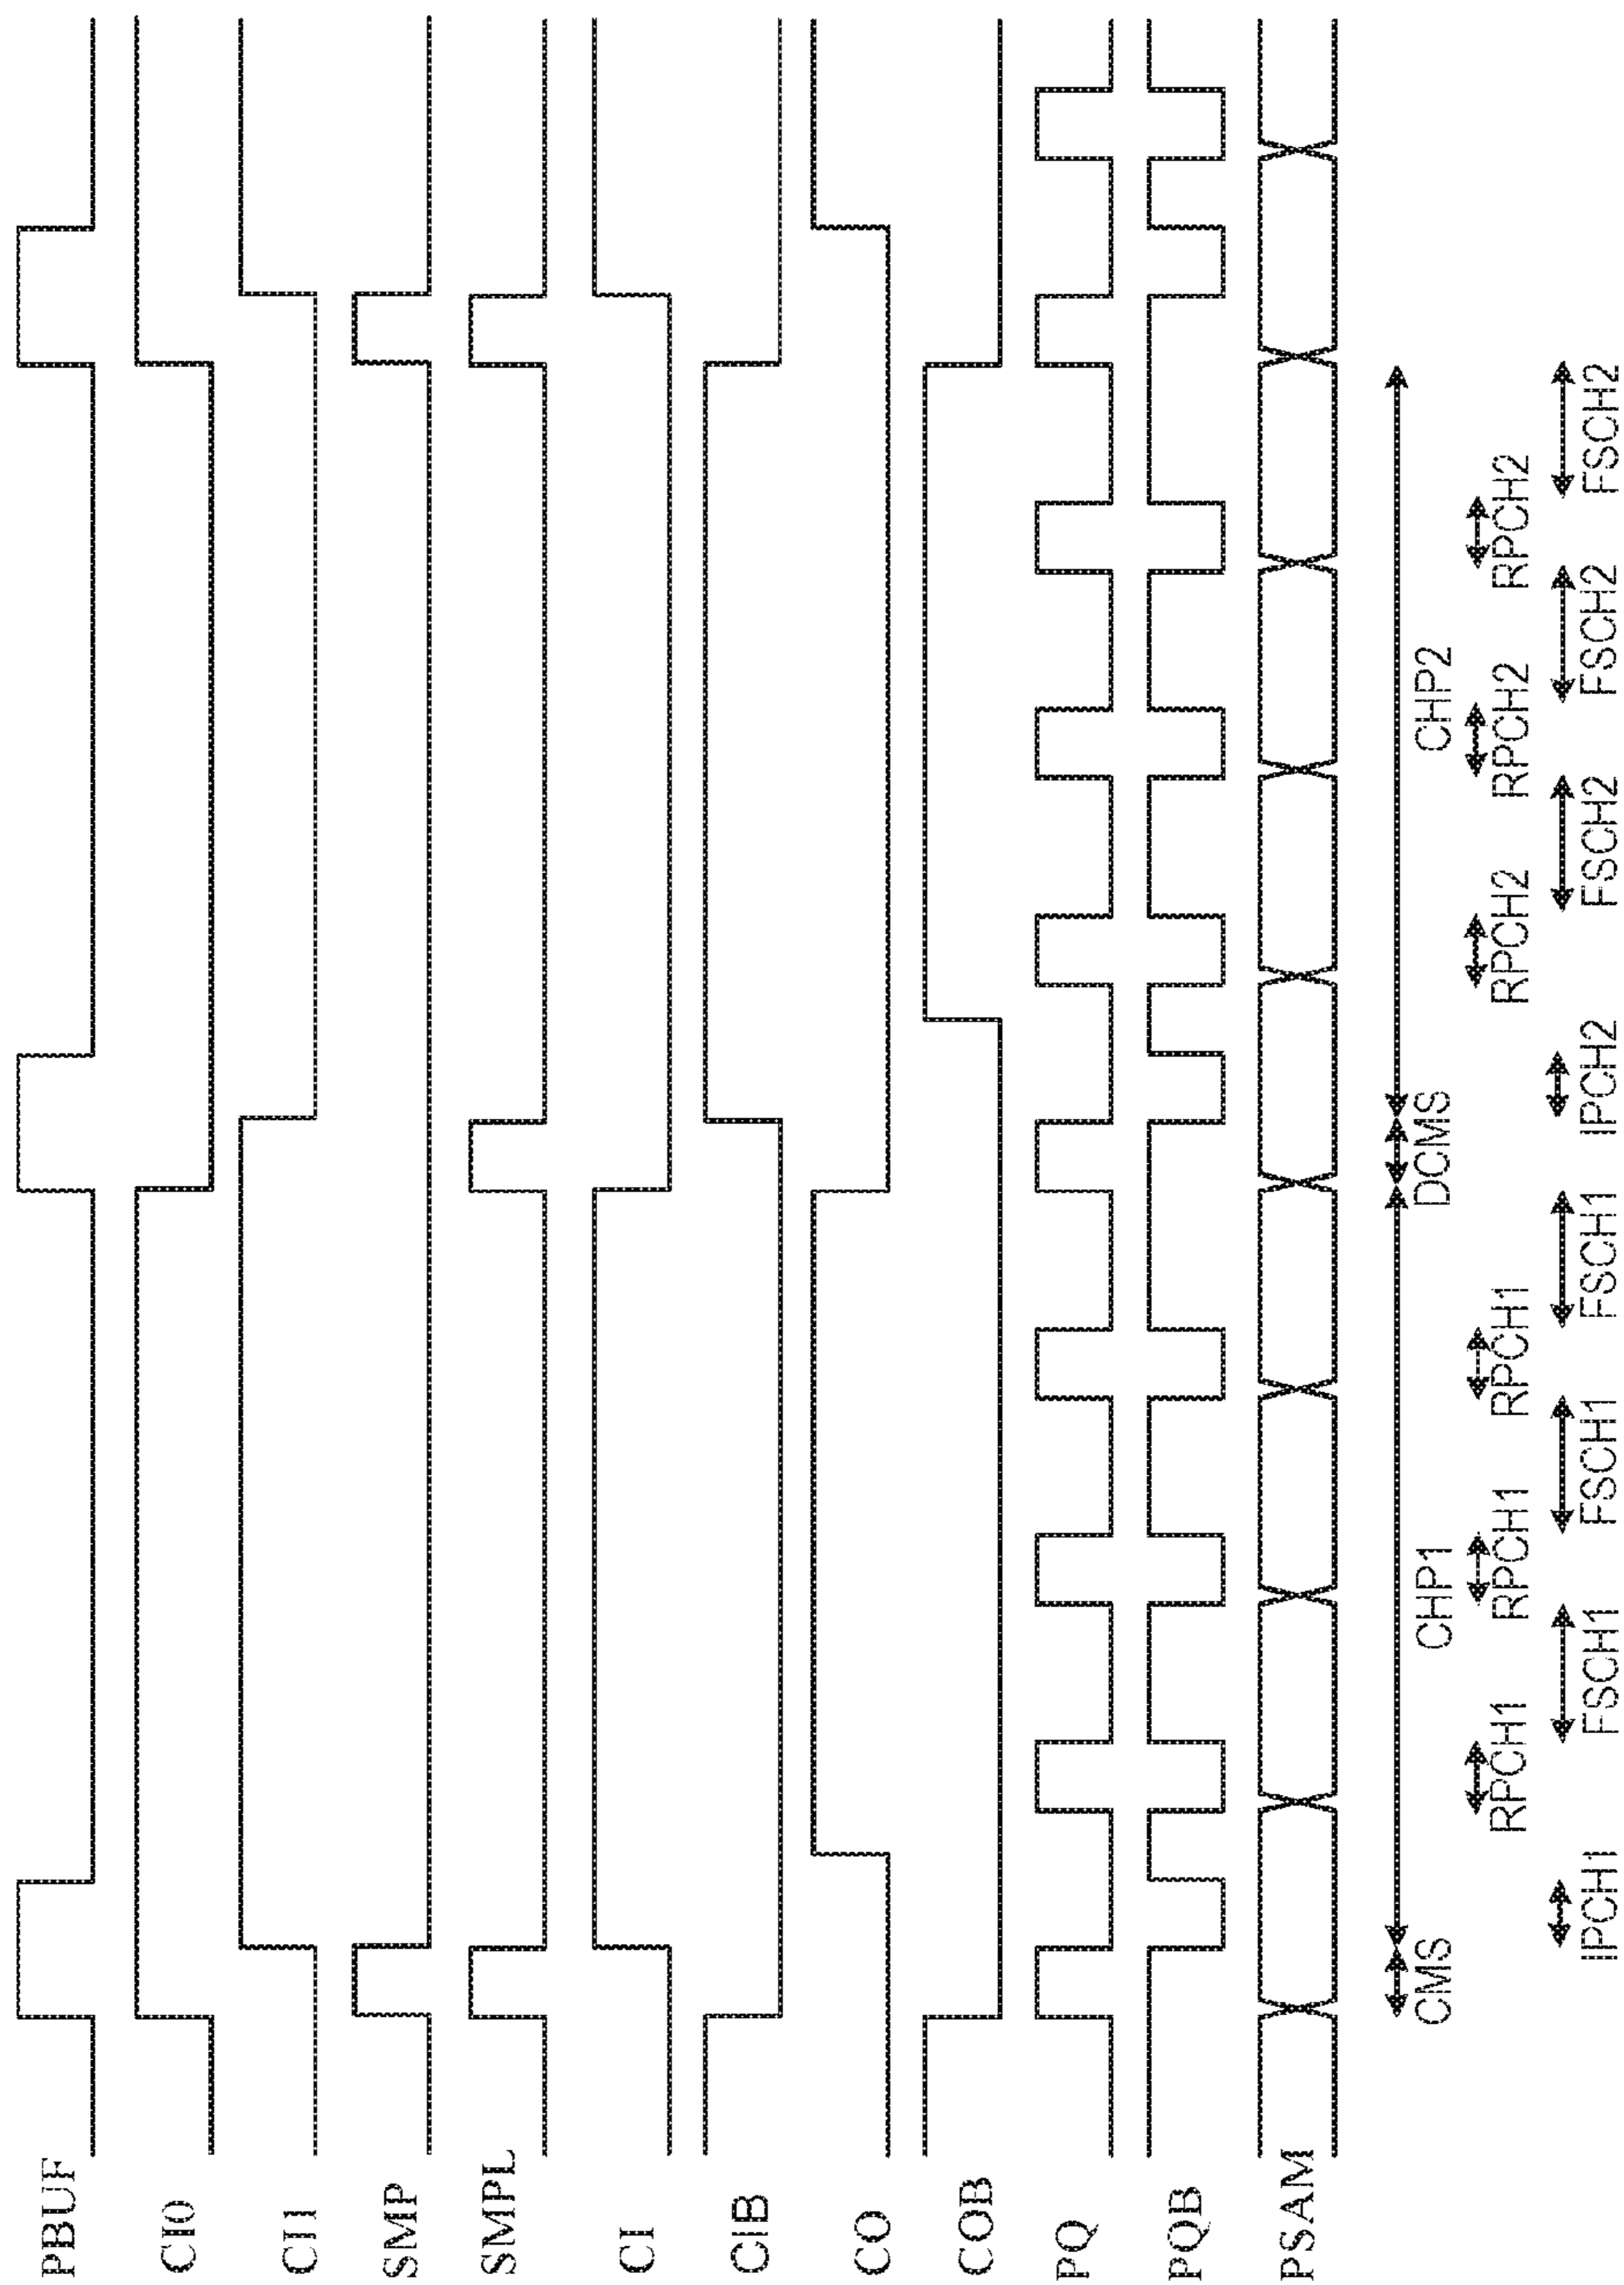 PBUF
CI0
CI1
SMP
SMPL
CI
CIB
CO
COB
PQ
PQB
PSAM
CMS
CHP1
DCMS
CHP2
RPCH1
RPCH1
RPCH1
RPCH2
RPCH2
RPCH2
IPCH1
FSCH1
FSCH1
FSCH1
IPCH2
FSCH2
FSCH2
FSCH2